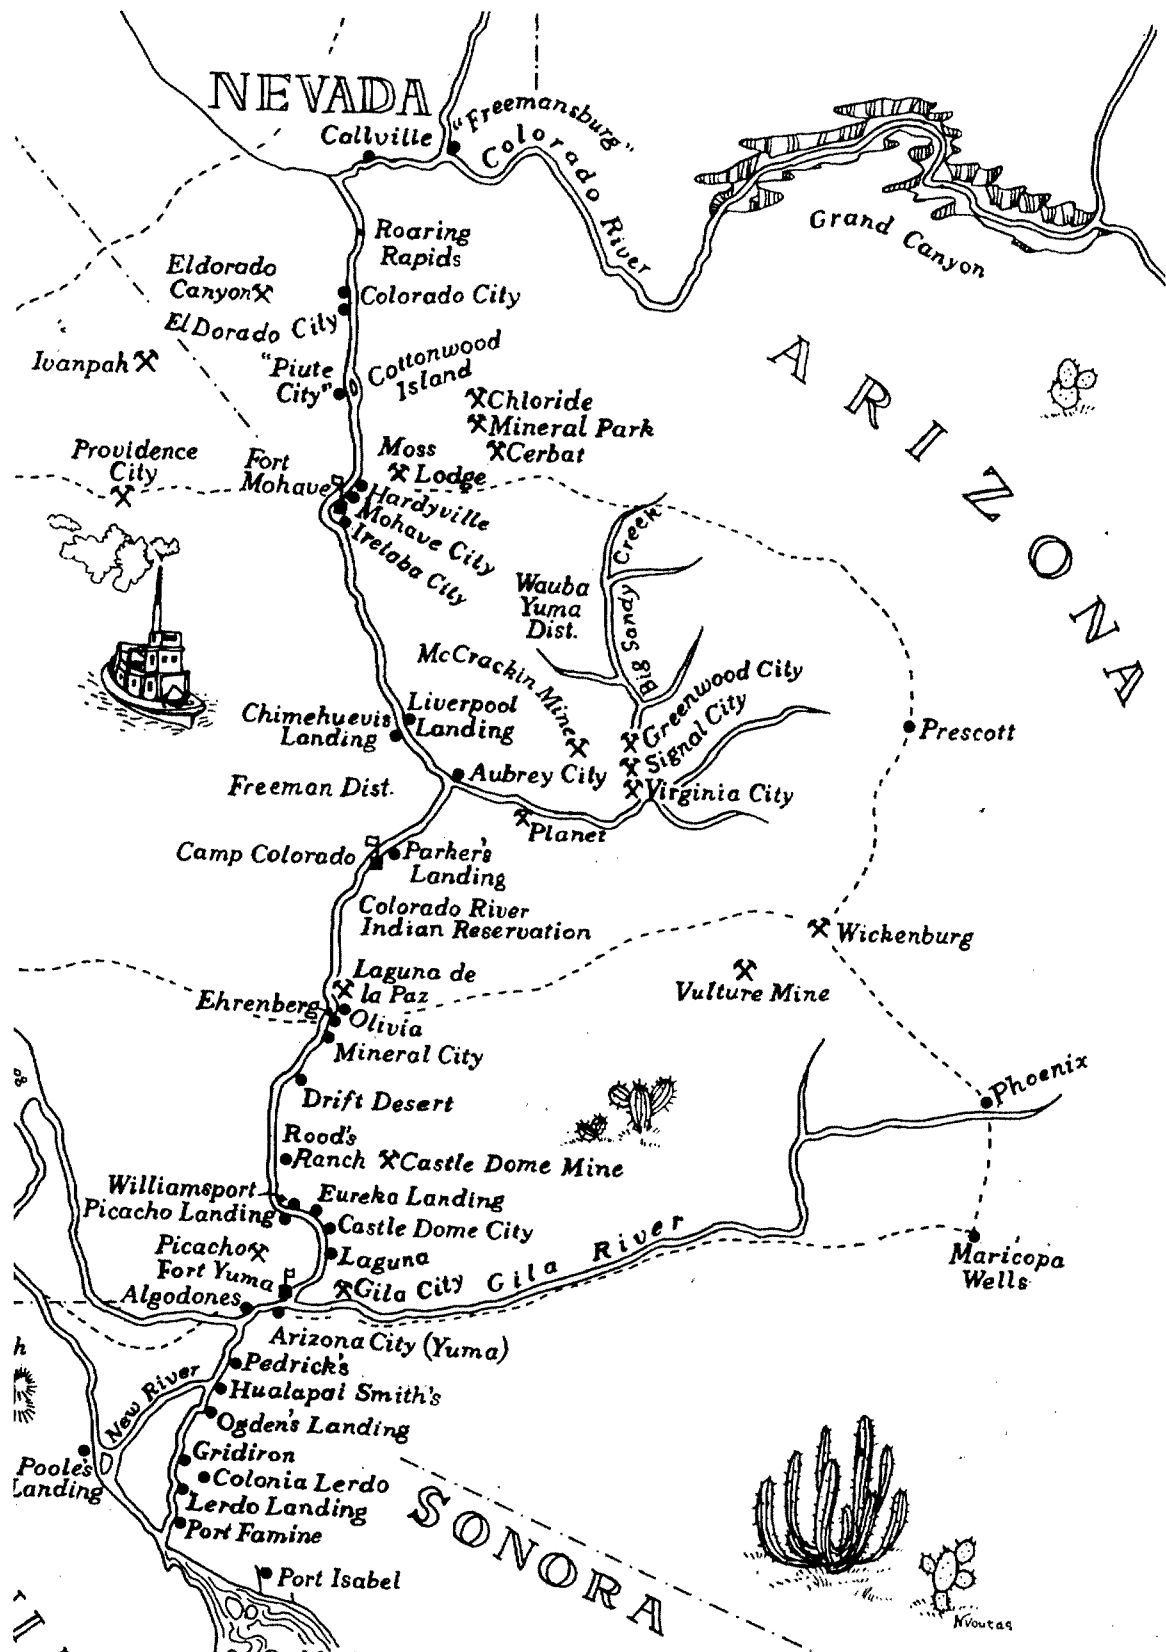 NEVADA
Callville
"Freemansburg"
Colorado River
Grand Canyon
Roaring
Rapids
Eldorado
Canyon
Colorado City
El Dorado City
Ivanpah
"Piute
City"
Cottonwood
Island
ARIZONA
Chloride
Mineral Park
Cerbat
Providence
City
Fort
Mohave
Moss
Lodge
Hardyville
Mohave City
Iretaba City
Big Sandy Creek
Wauba
Yuma
Dist.
McCrackin Mine
Greenwood City
Signal City
Virginia City
Liverpool
Landing
Chimehuevis
Landing
Prescott
Aubrey City
Freeman Dist.
Planet
Camp Colorado
Parker's
Landing
Colorado River
Indian Reservation
Wickenburg
Vulture Mine
Laguna de
la Paz
Ehrenberg
Olivia
Mineral City
Phoenix
Drift Desert
Rood's
Ranch
Castle Dome Mine
Williamsport
Eureka Landing
Picacho Landing
Castle Dome City
Picacho
Laguna
Gila River
Maricopa
Wells
Fort Yuma
Gila City
Algodones
Arizona City (Yuma)
h
Pedrick's
Hualapai Smith's
New River
Ogden's Landing
Gridiron
Poole's
Landing
Colonia Lerdo
Lerdo Landing
Port Famine
SONORA
Port Isabel